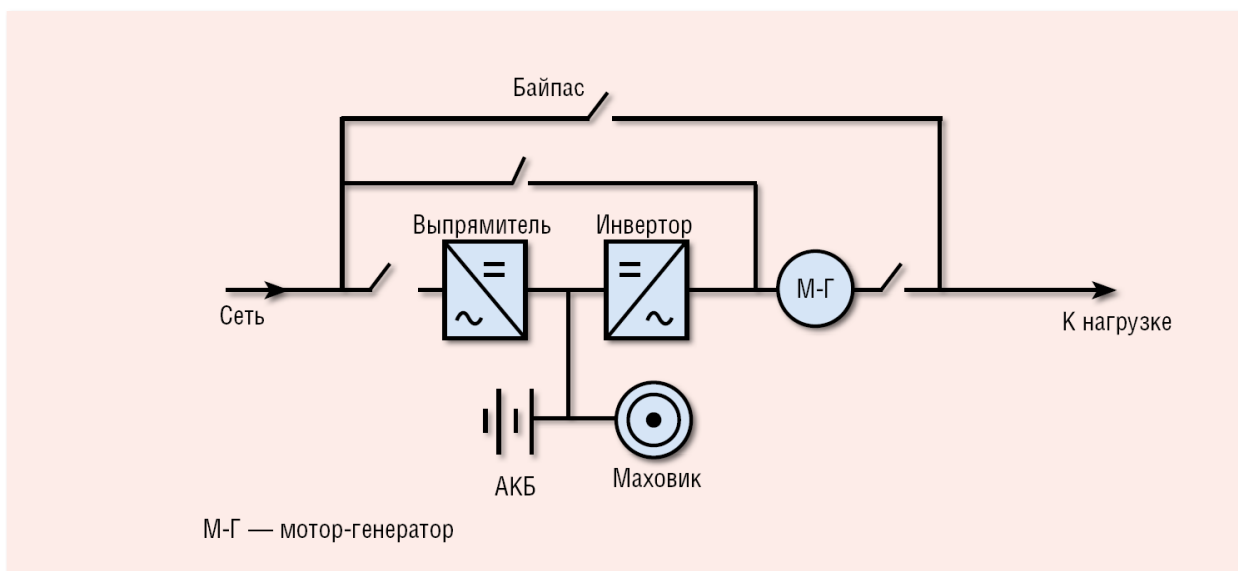 Байпас
Выпрямитель
Инвертор
М-Г
Сеть
К нагрузке
АКБ
Маховик
М-Г — мотор-генератор